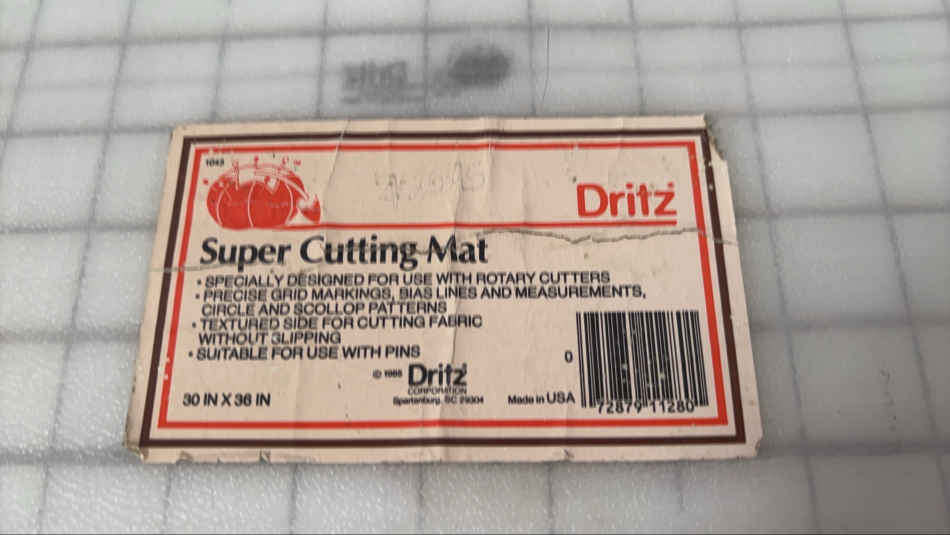 1043
Dritz
Super Cutting Mat
• SPECIALLY DESIGNED FOR USE WITH ROTARY CUTTERS
• PRECISE GRID MARKINGS, BIAS LINES AND MEASUREMENTS,
CIRCLE AND SCOLLOP PATTERNS
• TEXTURED SIDE FOR CUTTING FABRIC
WITHOUT SLIPPING
• SUITABLE FOR USE WITH PINS
© Dritz
CORPORATION
Spartanburg, SC 29304
30 IN X 36 IN
Made in USA
0 72879 11280